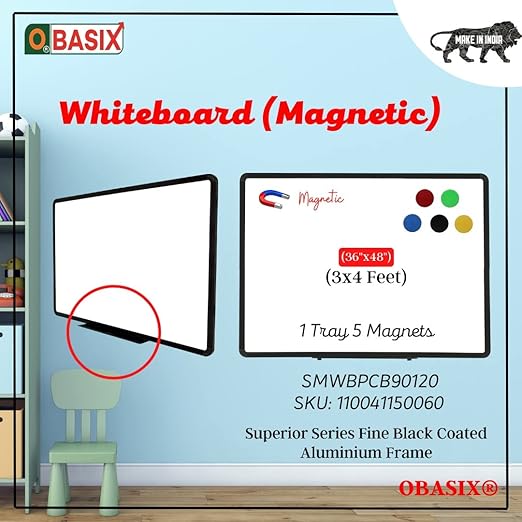 OBASIX®
MAKE IN INDIA
Whiteboard (Magnetic)
Magnetic
(36"x48")
(3x4 Feet)
1 Tray 5 Magnets
SMWBPCB90120
SKU: 110041150060
Superior Series Fine Black Coated
Aluminium Frame
OBASIX®